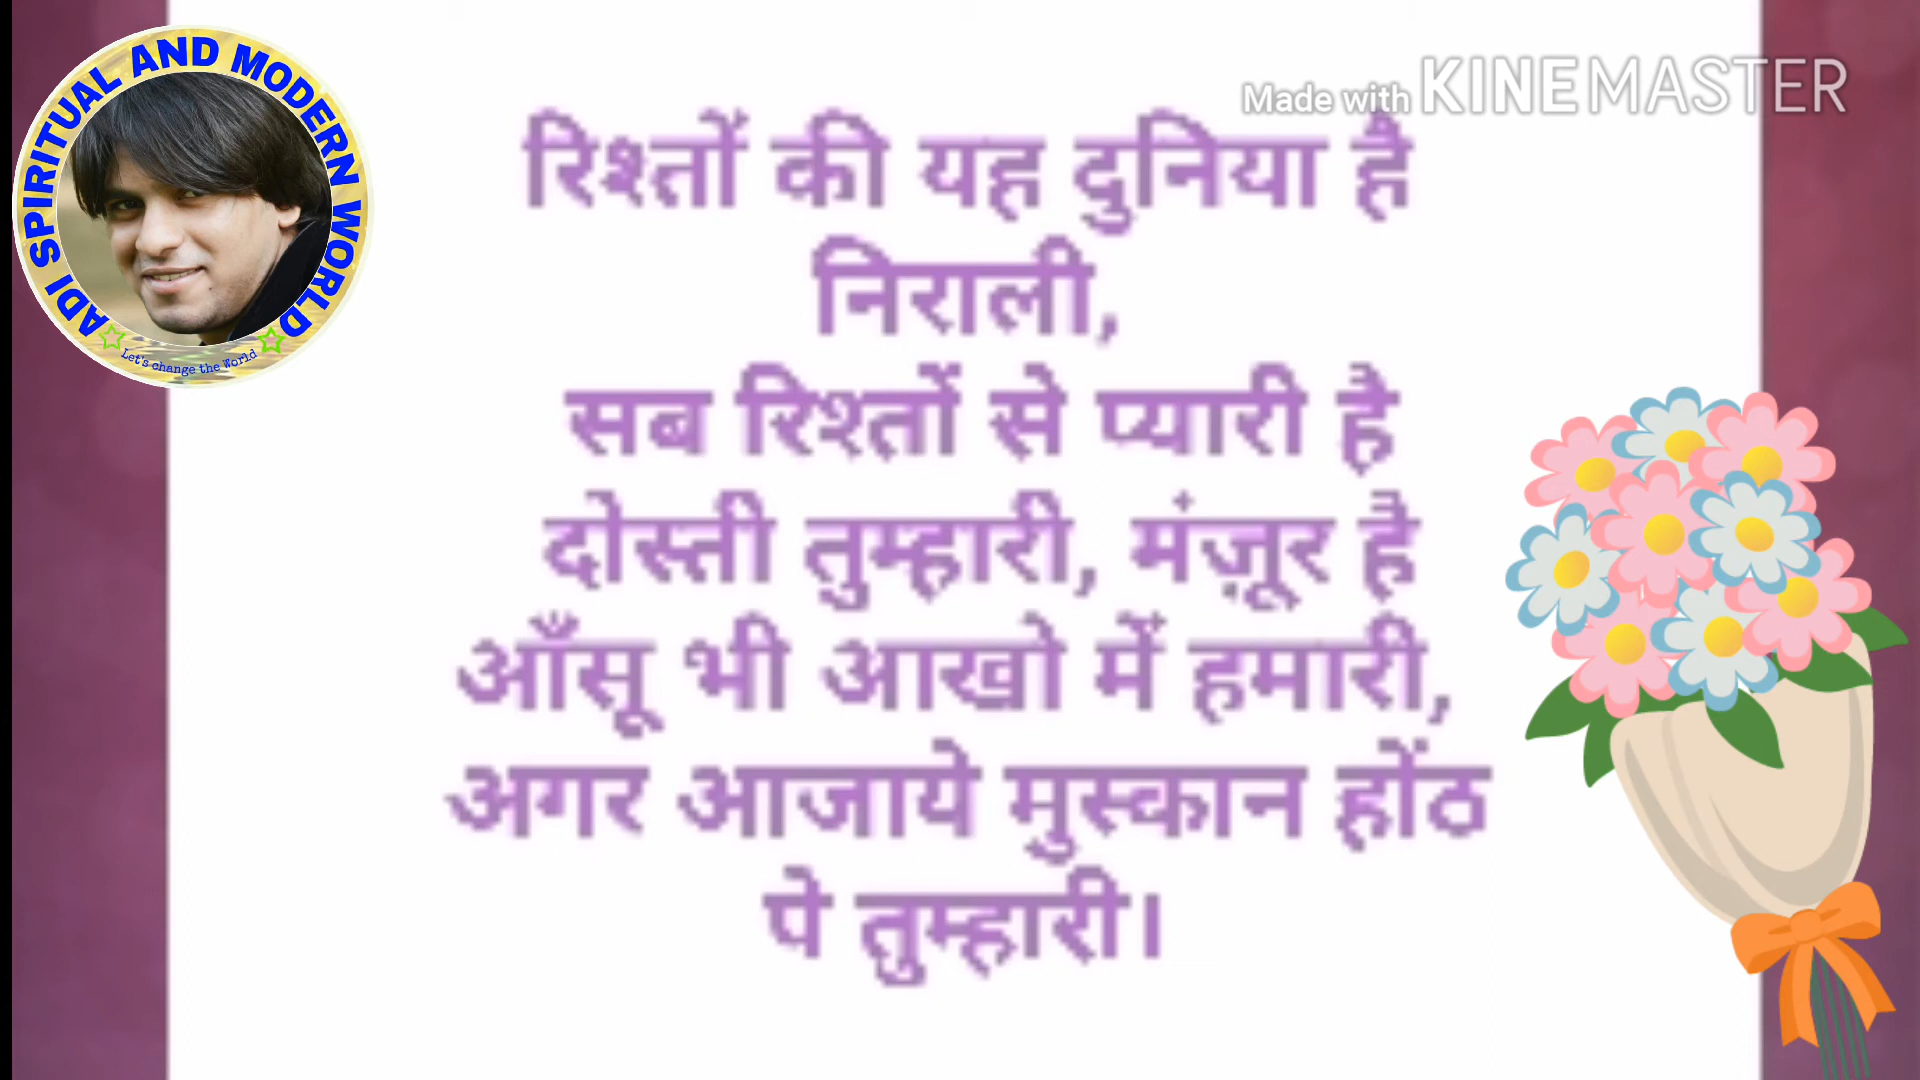 ADI SPIRITUAL AND MODERN WORLD
Let's change the World
Made with KINEMASTER
रिश्तों की यह दुनिया है
निराली,
सब रिश्तों से प्यारी है
दोस्ती तुम्हारी, मंज़ूर है
आँसू भी आखो में हमारी,
अगर आजाये मुस्कान होंठ
पे तुम्हारी।